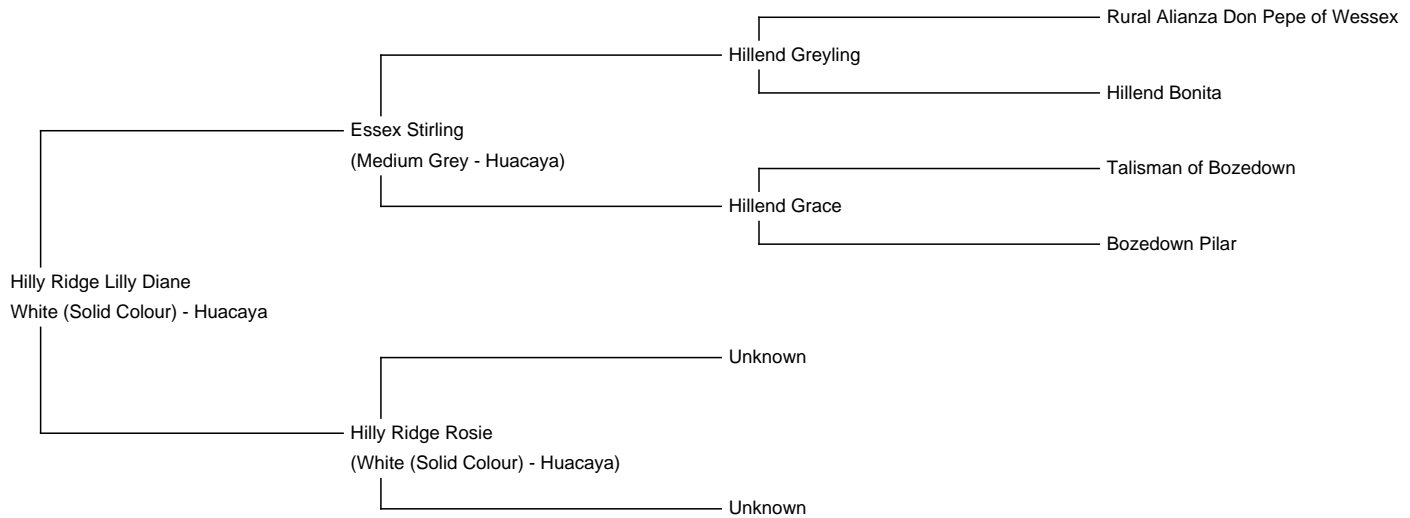 Rural Alianza Don Pepe of Wessex
Hillend Greyling
Hillend Bonita
Essex Stirling
(Medium Grey - Huacaya)
Talisman of Bozedown
Hillend Grace
Bozedown Pilar
Hilly Ridge Lilly Diane
White (Solid Colour) - Huacaya
Unknown
Hilly Ridge Rosie
(White (Solid Colour) - Huacaya)
Unknown